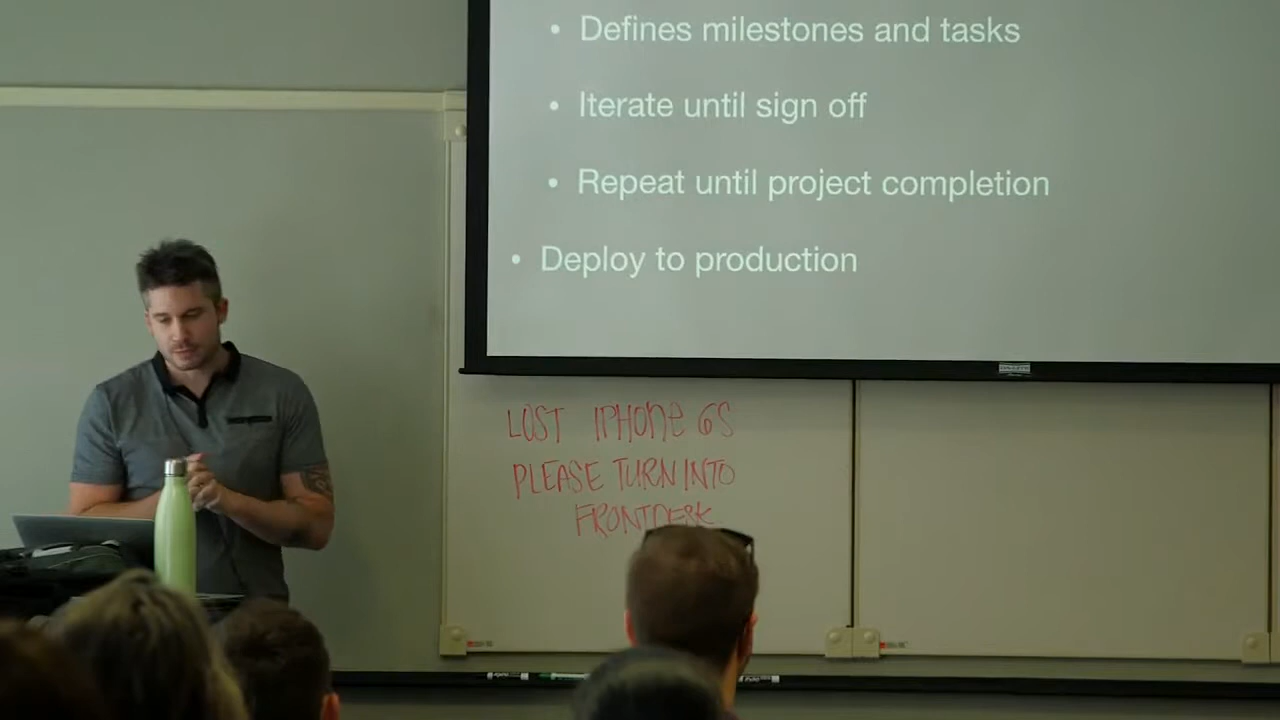 • Defines milestones and tasks
• Iterate until sign off
• Repeat until project completion
• Deploy to production
LOST IPHONE 6S
PLEASE TURN INTO
FRONTDESK